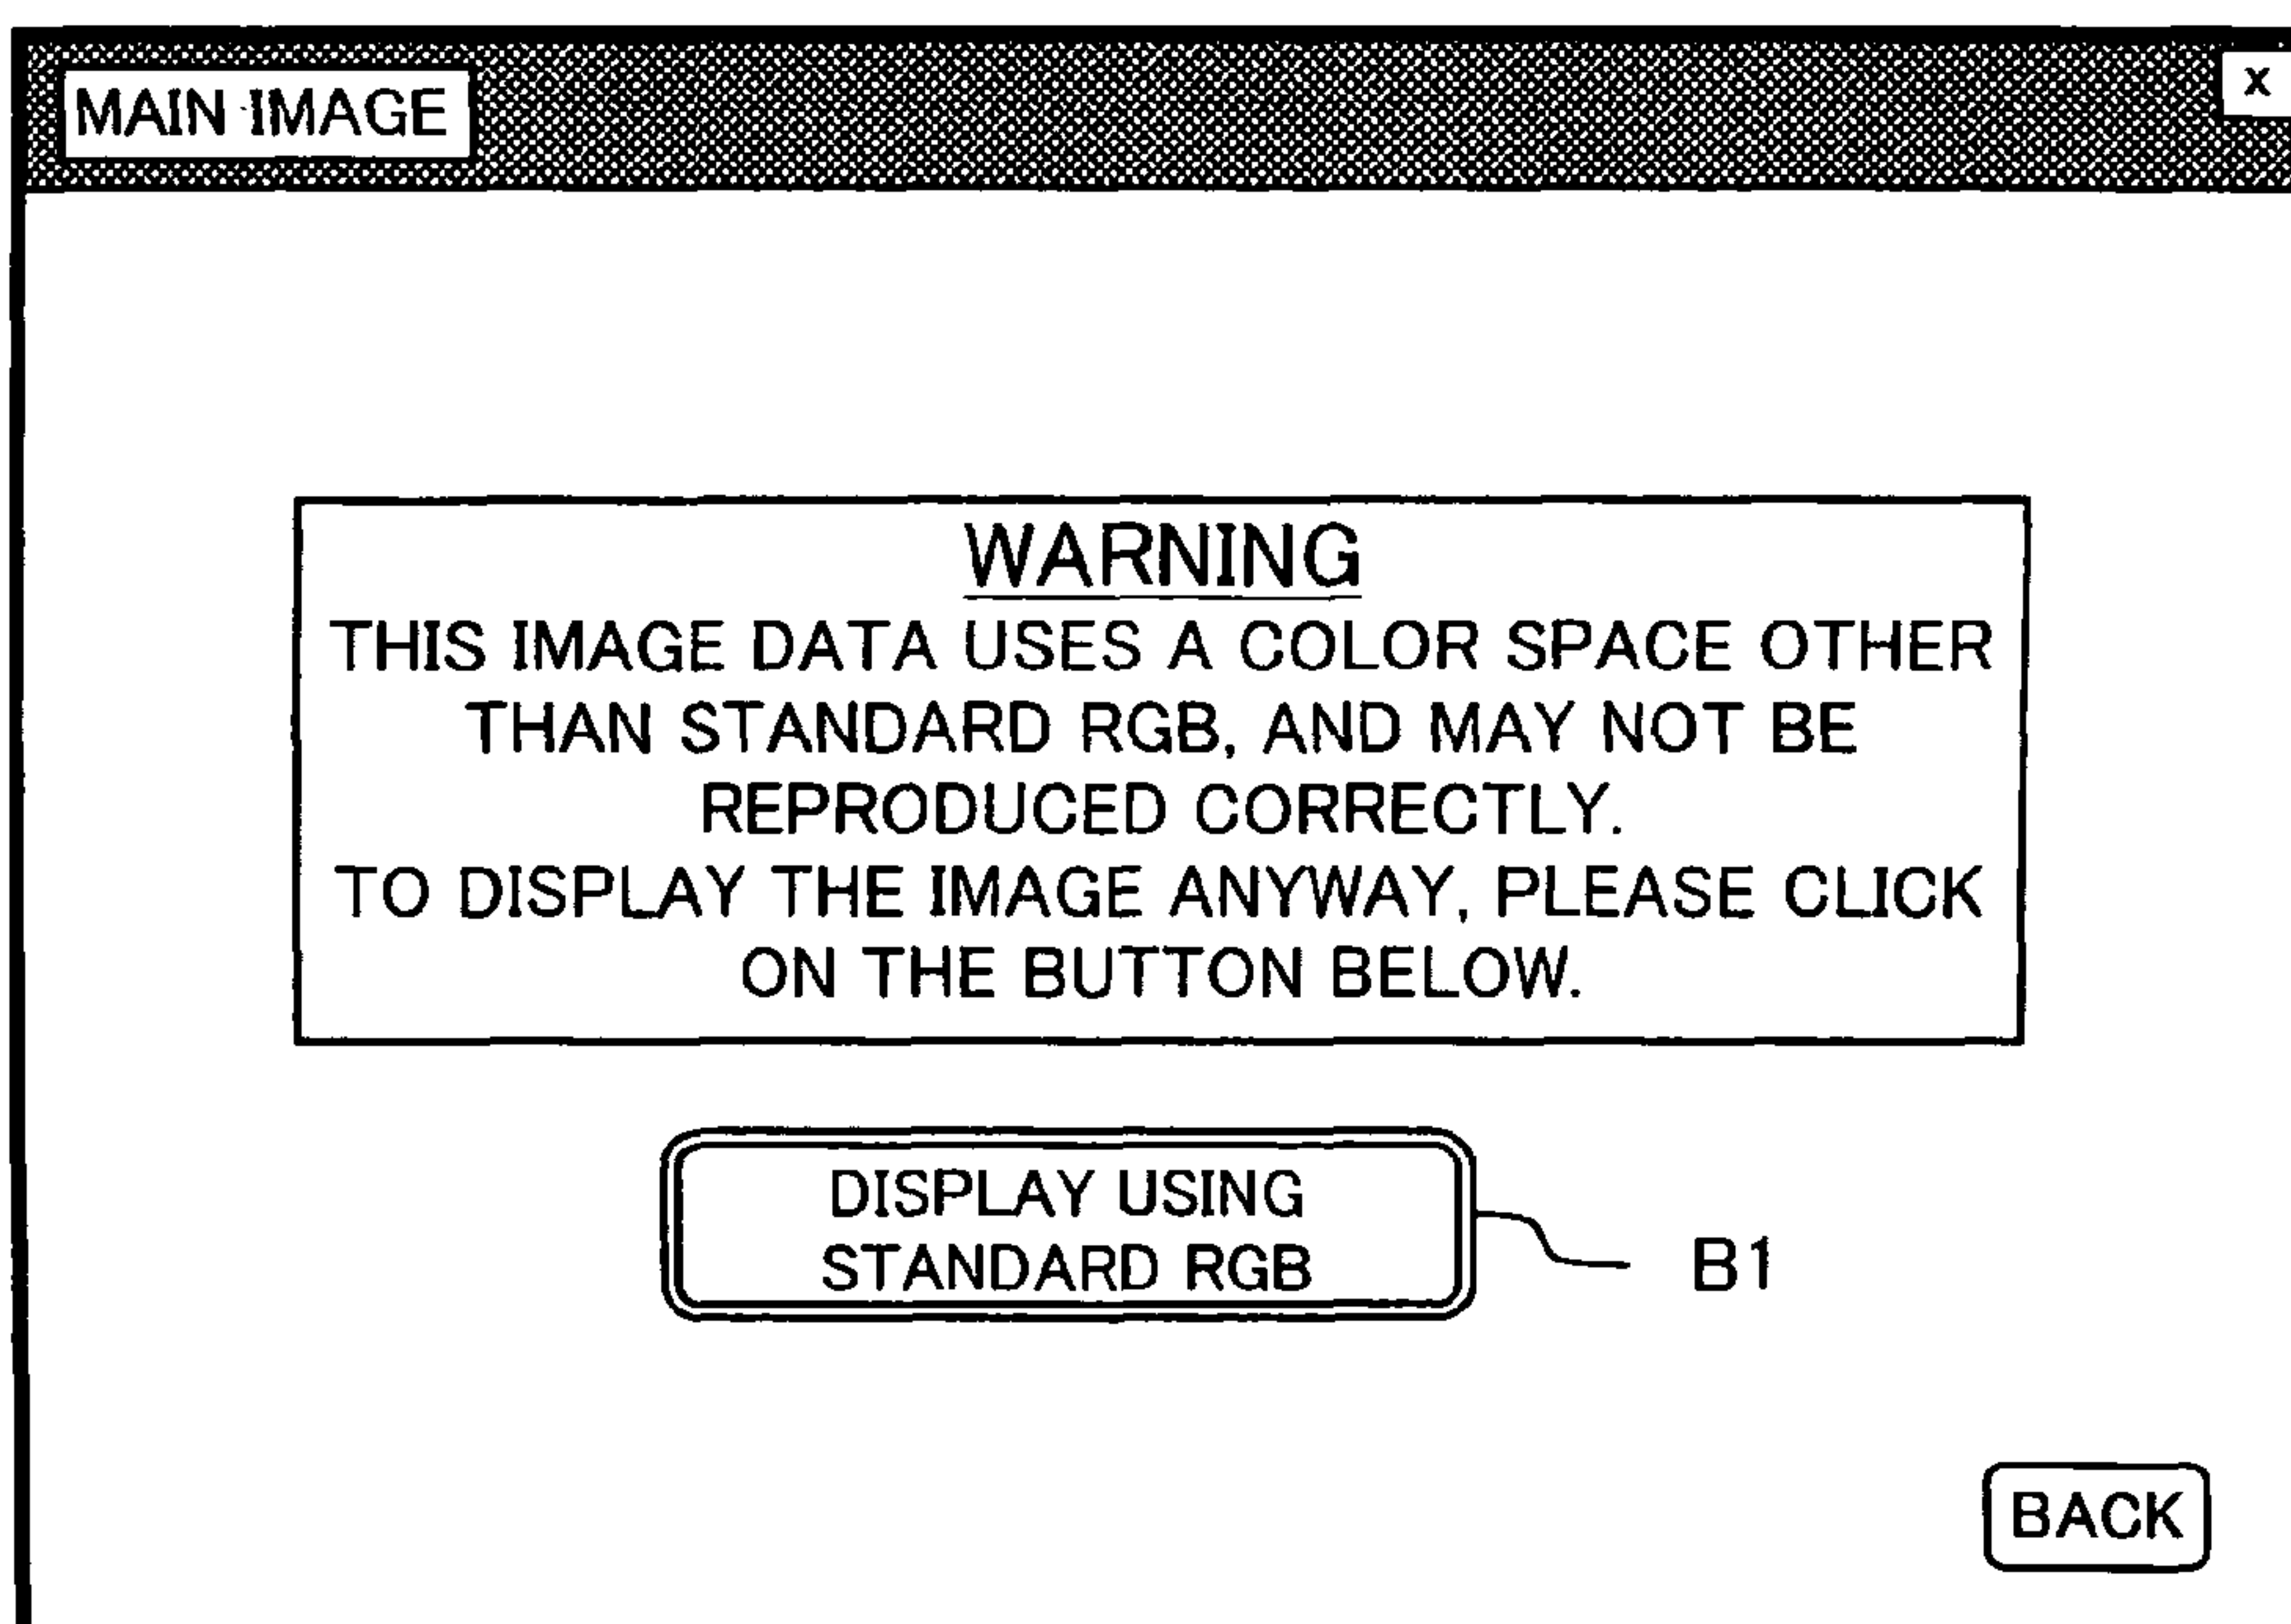 MAIN IMAGE
x
WARNING
THIS IMAGE DATA USES A COLOR SPACE OTHER
THAN STANDARD RGB, AND MAY NOT BE
REPRODUCED CORRECTLY.
TO DISPLAY THE IMAGE ANYWAY, PLEASE CLICK
ON THE BUTTON BELOW.
DISPLAY USING
STANDARD RGB
B1
BACK